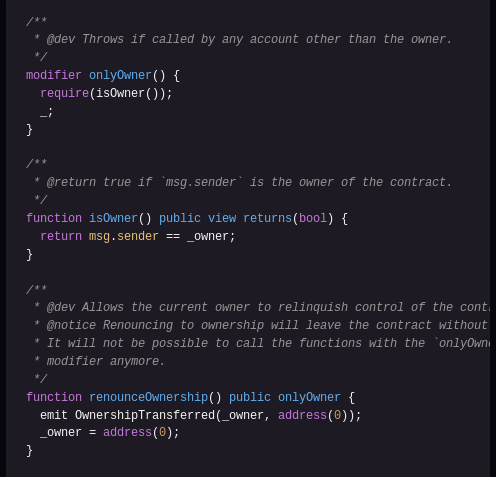 /**
 * @dev Throws if called by any account other than the owner.
 */
modifier onlyOwner() {
  require(isOwner());
  _;
}

/**
 * @return true if `msg.sender` is the owner of the contract.
 */
function isOwner() public view returns(bool) {
  return msg.sender == _owner;
}

/**
 * @dev Allows the current owner to relinquish control of the cont
 * @notice Renouncing to ownership will leave the contract without
 * It will not be possible to call the functions with the `onlyOwne
 * modifier anymore.
 */
function renounceOwnership() public onlyOwner {
  emit OwnershipTransferred(_owner, address(0));
  _owner = address(0);
}